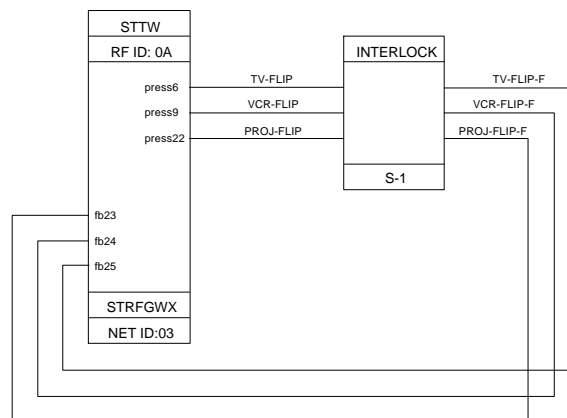 STTW
RF ID: 0A
press6
press9
press22
fb23
fb24
fb25
STRFGWX
NET ID:03
TV-FLIP
VCR-FLIP
PROJ-FLIP
INTERLOCK
S-1
TV-FLIP-F
VCR-FLIP-F
PROJ-FLIP-F